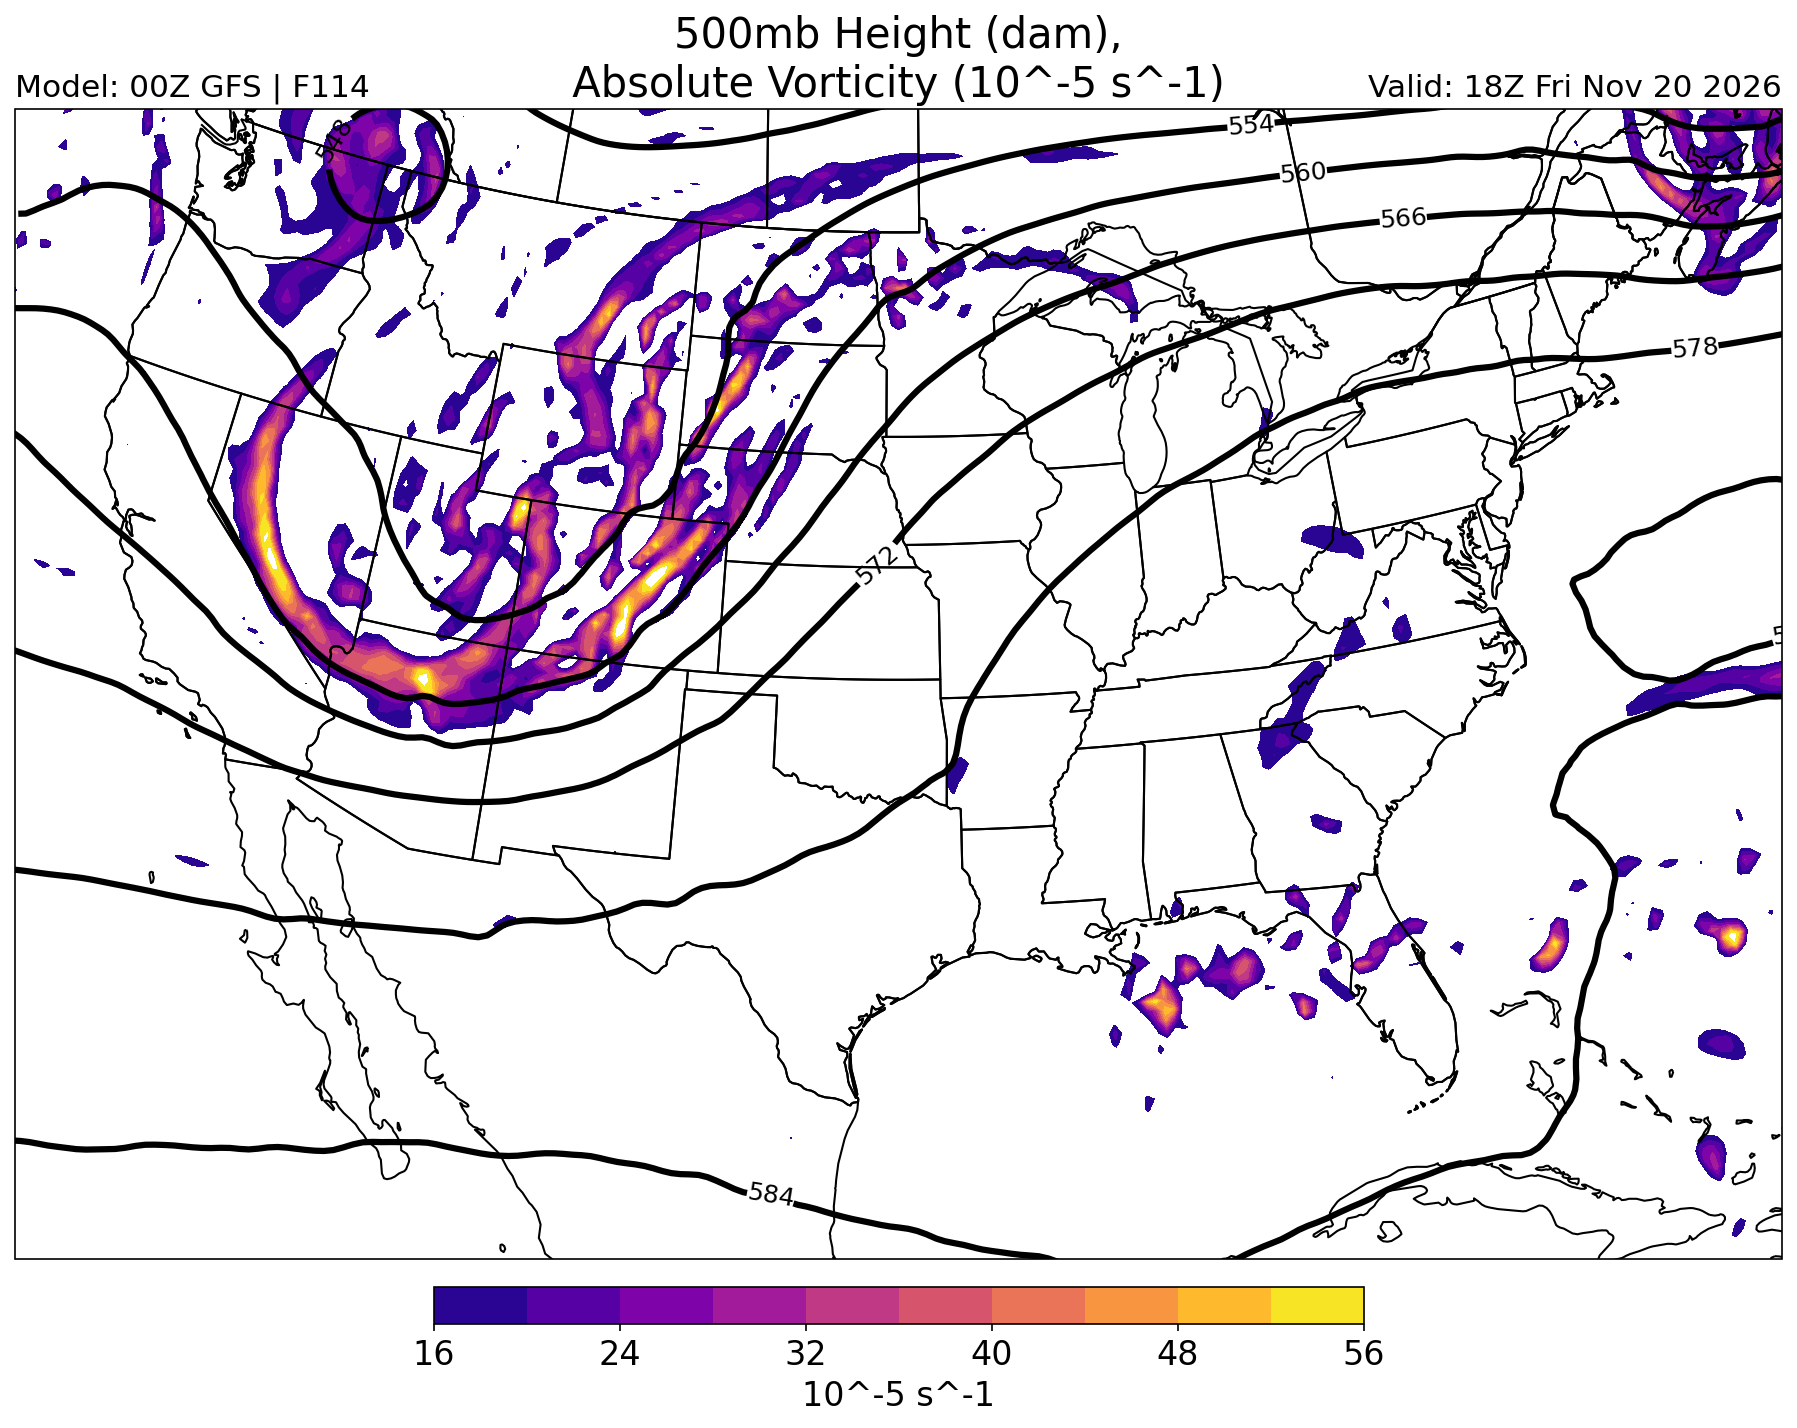 500mb Height (dam),
Absolute Vorticity (10^-5 s^-1)
Model: 00Z GFS | F114
Valid: 18Z Fri Nov 20 2026
548
554
560
566
578
572
584
16 24 32 40 48 56
10^-5 s^-1